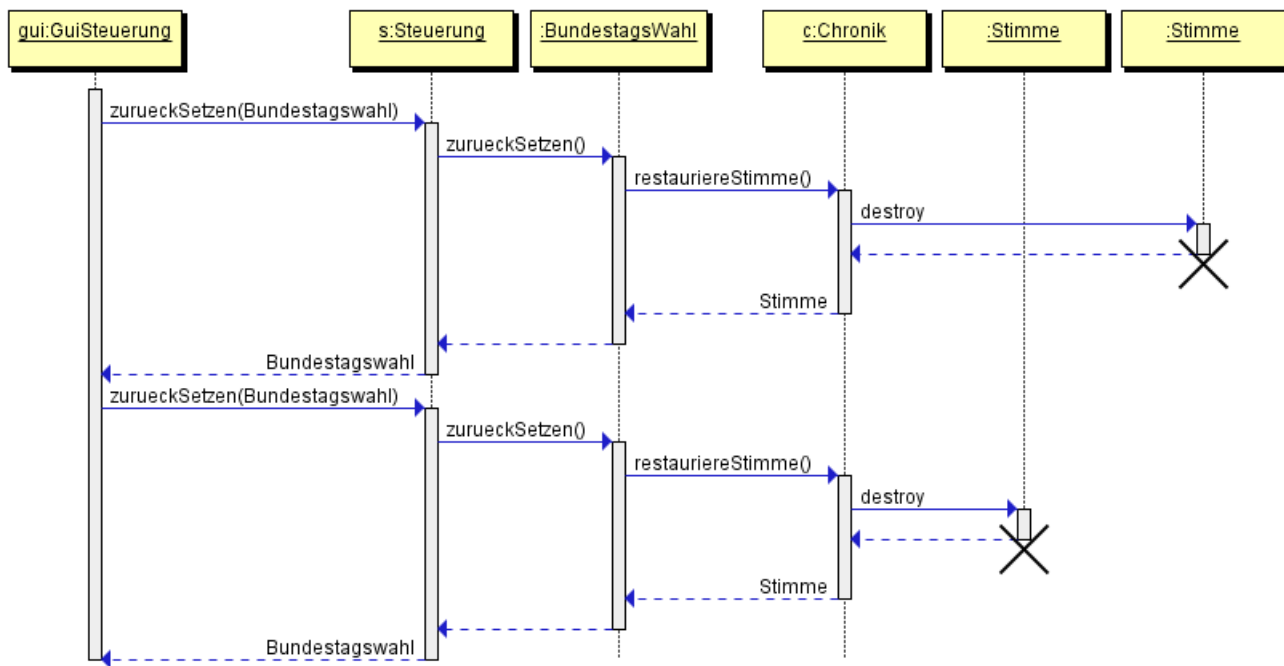 gui:GuiSteuerung
s:Steuerung
:BundestagsWahl
c:Chronik
:Stimme
:Stimme
zurueckSetzen(Bundestagswahl)
zurueckSetzen()
restauriereStimme()
destroy
Stimme
Bundestagswahl
zurueckSetzen(Bundestagswahl)
zurueckSetzen()
restauriereStimme()
destroy
Stimme
Bundestagswahl